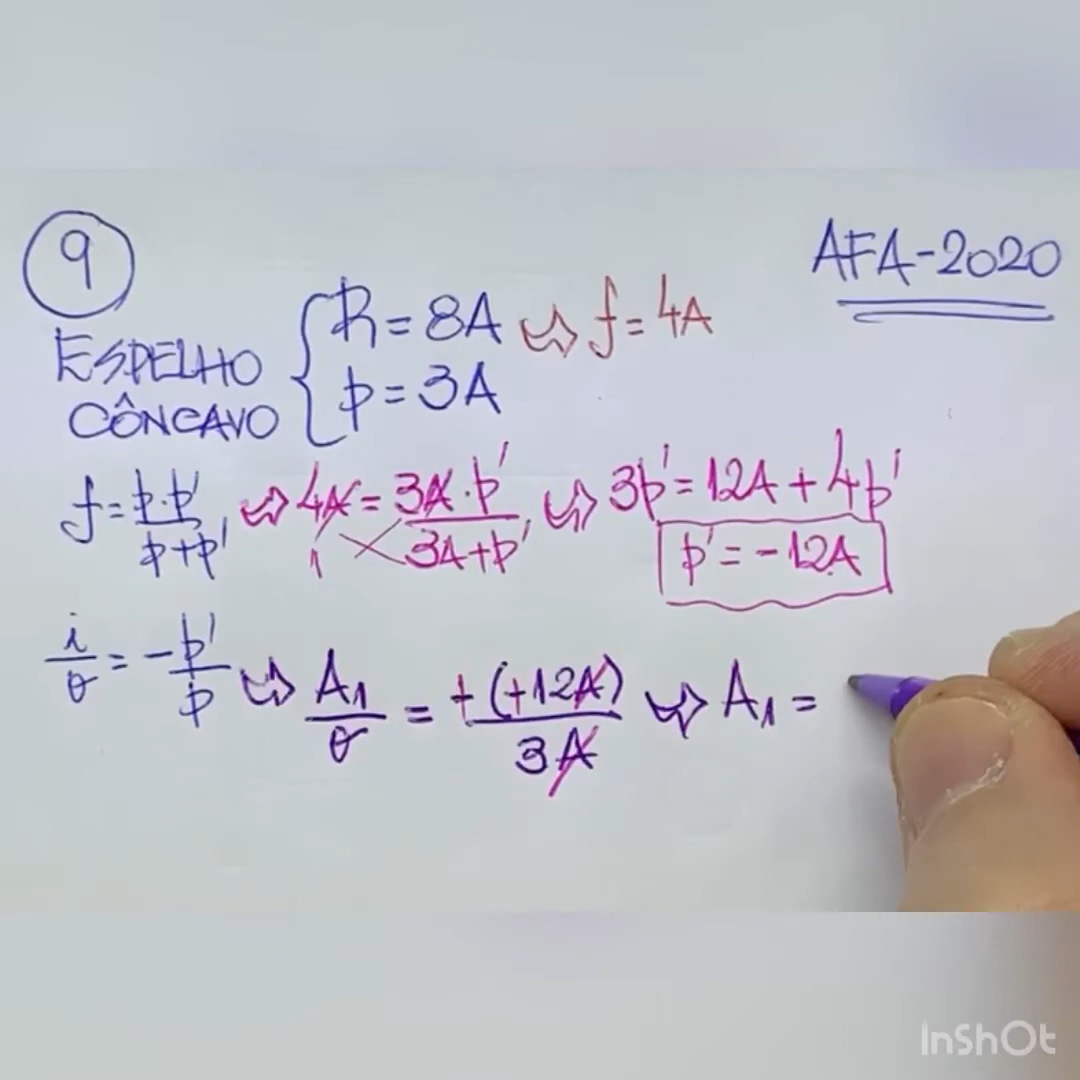 9 AFA-2020
ESPELHO CÔNCAVO { R = 8A ⇝ f = 4A
p = 3A
f = p·p'/p+p' ⇝ 4A = 3A·p'/3A+p' ⇝ 3p' = 12A + 4p'
1
p' = -12A
i/o = -p'/p ⇝ A₁/o = +(+12A)/3A ⇝ A₁ =
InShOt